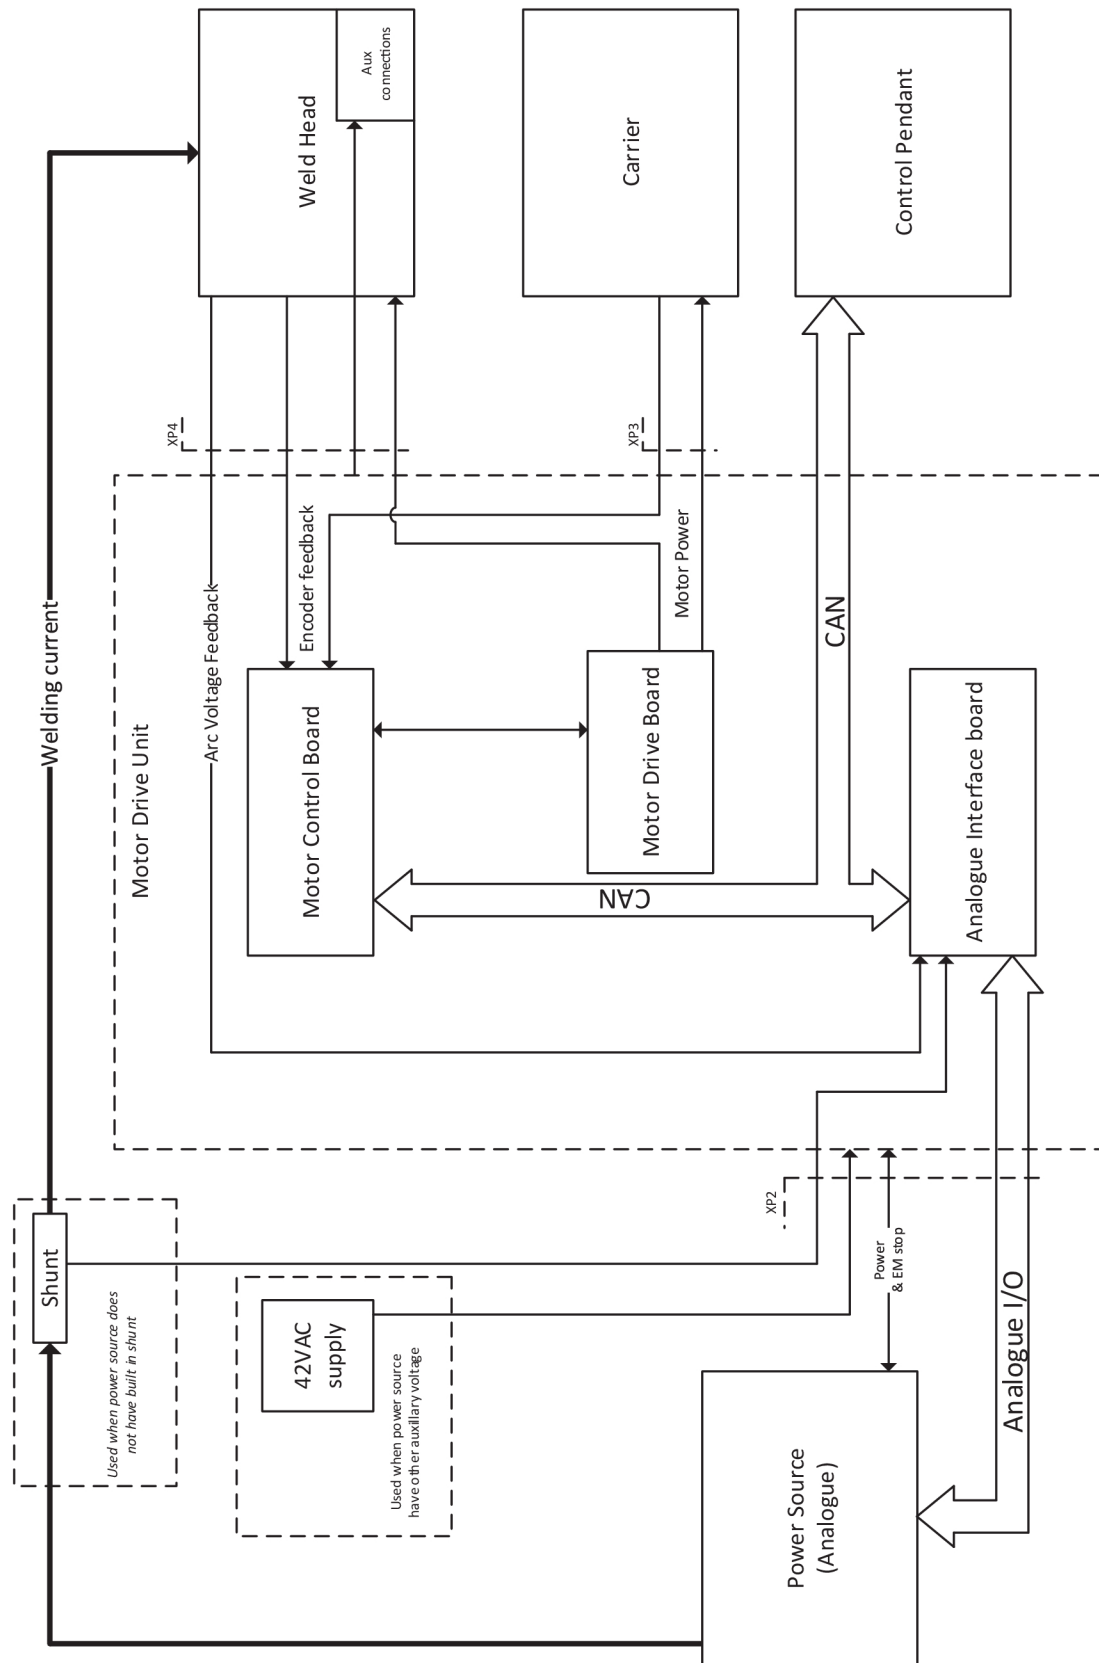 Welding current
Weld Head
Aux
connections
Carrier
Control Pendant
XP4
XP3
Motor Drive Unit
Arc Voltage Feedback
Encoder feedback
Motor Power
CAN
Motor Control Board
Motor Drive Board
CAN
Analogue Interface board
Shunt
Used when power source does
not have built in shunt
42VAC
supply
Used when power source
have other auxillary voltage
XP2
Power
& EM stop
Analogue I/O
Power Source
(Analogue)